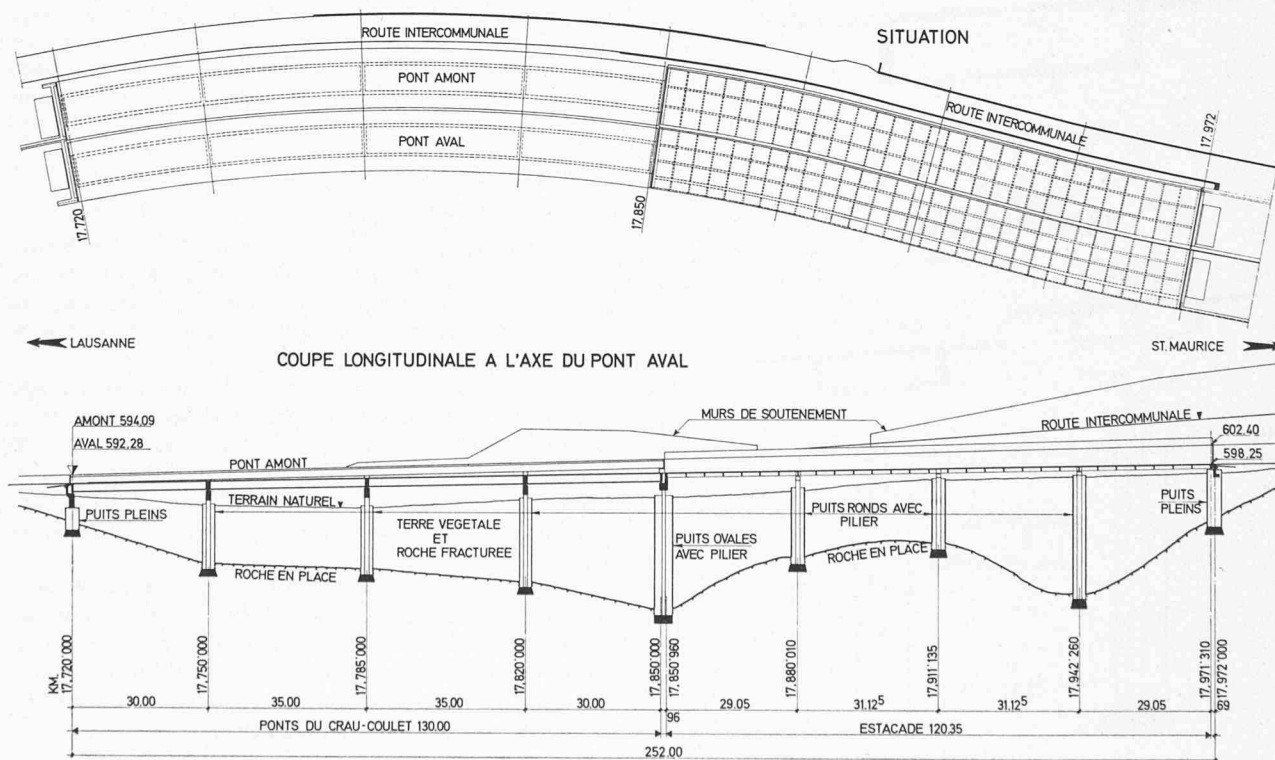 SITUATION
ROUTE INTERCOMMUNALE
PONT AMONT
PONT AVAL
ROUTE INTERCOMMUNALE
17.972
17.720
17.850
LAUSANNE
ST. MAURICE
COUPE LONGITUDINALE A L'AXE DU PONT AVAL
AMONT 594.09
AVAL 592.28
MURS DE SOUTENEMENT
ROUTE INTERCOMMUNALE
602.40
598.25
PONT AMONT
TERRAIN NATUREL
PUITS PLEINS
TERRE VEGETALE
ET
ROCHE FRACTUREE
PUITS OVALES
AVEC PILIER
PUITS RONDS AVEC
PILIER
PUITS
PLEINS
ROCHE EN PLACE
ROCHE EN PLACE
KM.
17,720'000
17,750'000
17,785'000
17,820'000
17,850'000
17,850'960
17,880'010
17,911'135
17,942'260
17,971'310
17,972'000
30.00
35.00
35.00
30.00
96
29.05
31.12⁵
31.12⁵
29.05
69
PONTS DU CRAU-COULET 130.00
ESTACADE 120.35
252.00